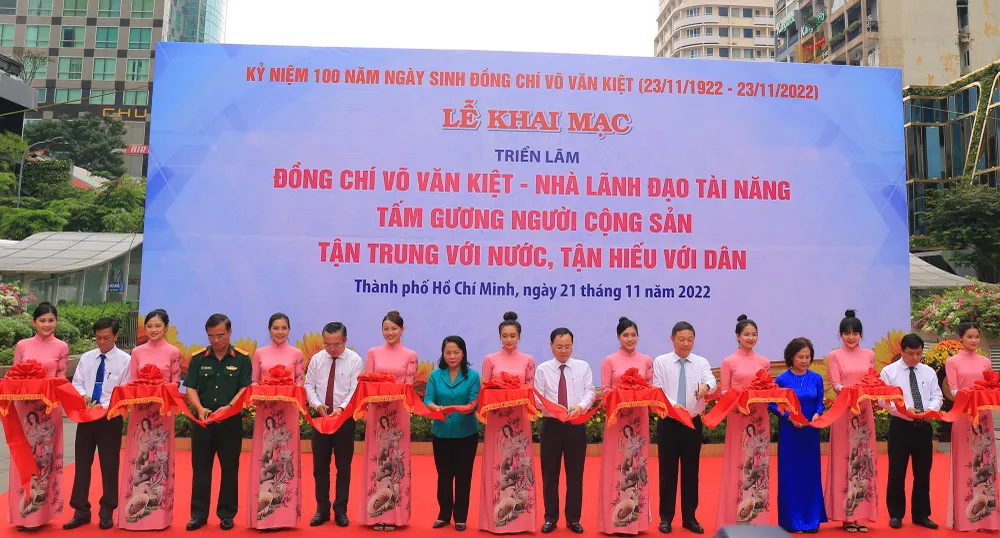 KỶ NIỆM 100 NĂM NGÀY SINH ĐỒNG CHÍ VÕ VĂN KIỆT (23/11/1922 - 23/11/2022)
LỄ KHAI MẠC
TRIỂN LÃM
ĐỒNG CHÍ VÕ VĂN KIỆT - NHÀ LÃNH ĐẠO TÀI NĂNG
TẤM GƯƠNG NGƯỜI CỘNG SẢN
TẬN TRUNG VỚI NƯỚC, TẬN HIẾU VỚI DÂN
Thành phố Hồ Chí Minh, ngày 21 tháng 11 năm 2022